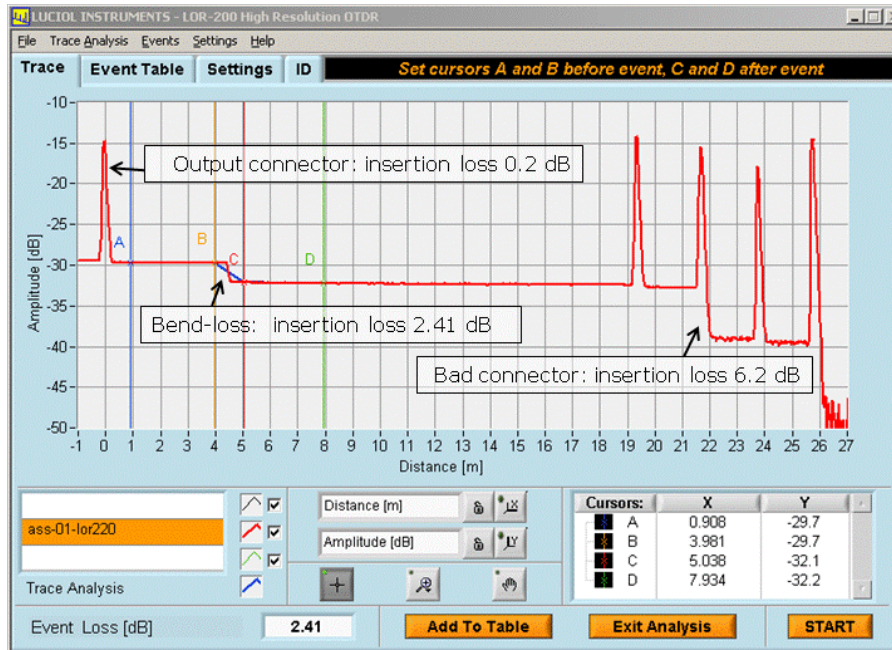 LUCIOL INSTRUMENTS - LOR-200 High Resolution OTDR
File Trace Analysis Events Settings Help
Trace Event Table Settings ID Set cursors A and B before event, C and D after event
-10
-15
-20
-25
-30
-35
-40
-45
-50
Amplitude [dB]
Output connector: insertion loss 0.2 dB
A B C D
Bend-loss: insertion loss 2.41 dB
Bad connector: insertion loss 6.2 dB
-1 0 1 2 3 4 5 6 7 8 9 10 11 12 13 14 15 16 17 18 19 20 21 22 23 24 25 26 27
Distance [m]
ass-01-lor220
Trace Analysis
Distance [m]
Amplitude [dB]
Cursors: X Y
A 0.908 -29.7
B 3.981 -29.7
C 5.038 -32.1
D 7.934 -32.2
Event Loss [dB] 2.41 Add To Table Exit Analysis START